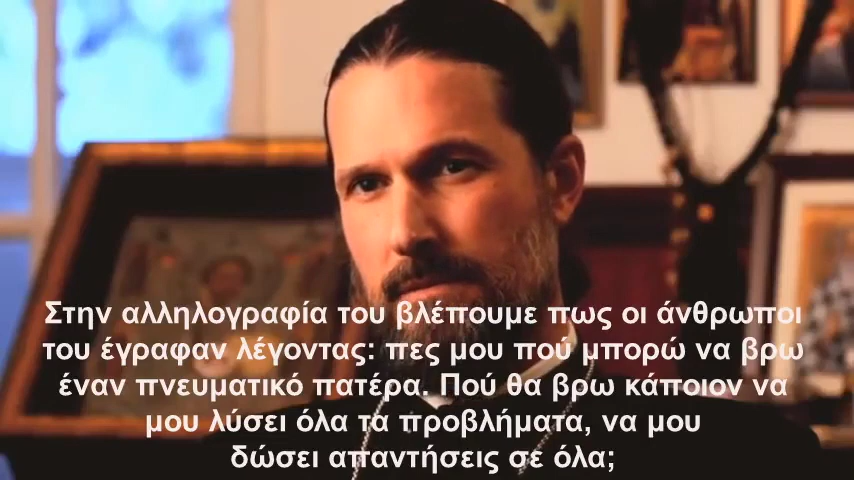 Στην αλληλογραφία του βλέπουμε πως οι άνθρωποι
του έγραφαν λέγοντας: πες μου πού μπορώ να βρω
έναν πνευματικό πατέρα. Πού θα βρω κάποιον να
μου λύσει όλα τα προβλήματα, να μου
δώσει απαντήσεις σε όλα;